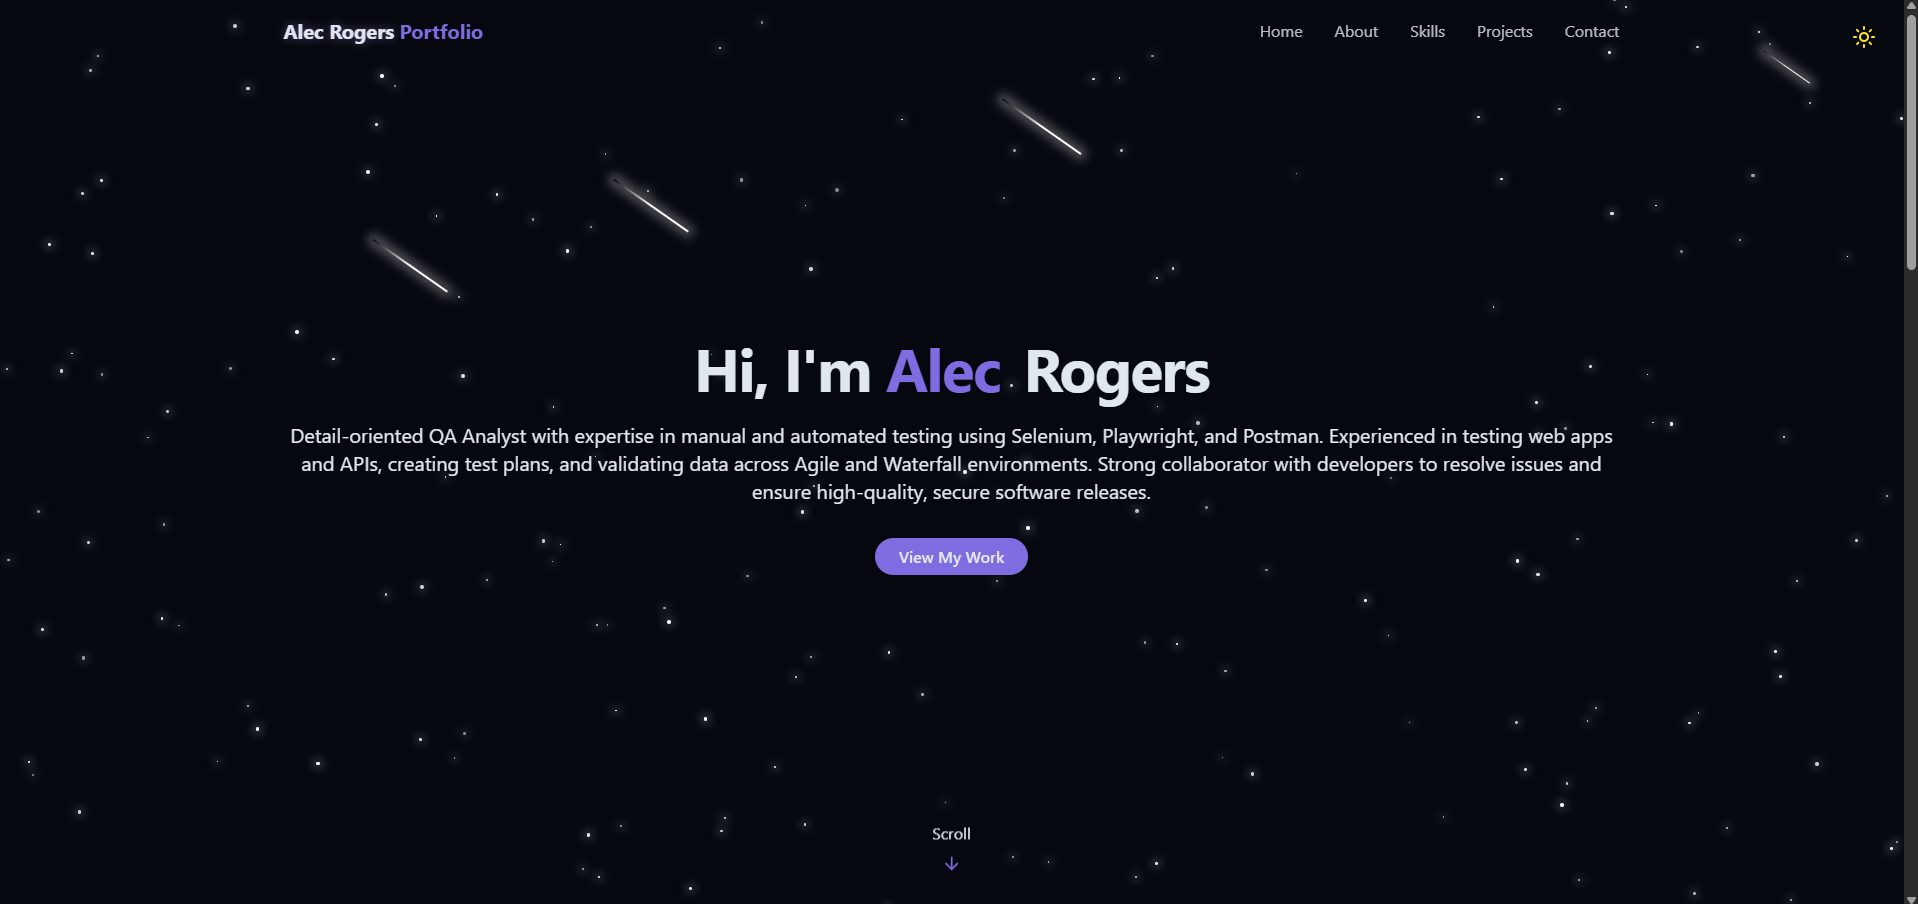 Alec Rogers Portfolio
Home About Skills Projects Contact
Hi, I'm Alec Rogers
Detail-oriented QA Analyst with expertise in manual and automated testing using Selenium, Playwright, and Postman. Experienced in testing web apps
and APIs, creating test plans, and validating data across Agile and Waterfall environments. Strong collaborator with developers to resolve issues and
ensure high-quality, secure software releases.
View My Work
Scroll